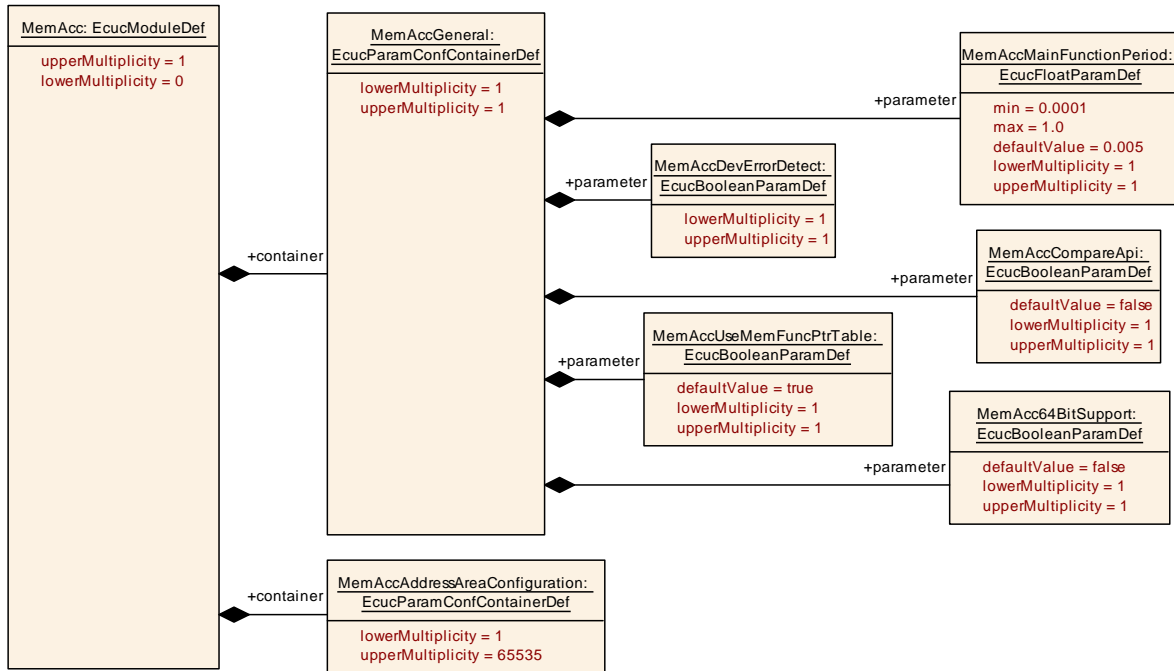 MemAcc: EcucModuleDef
upperMultiplicity = 1
lowerMultiplicity = 0
+container
+container
MemAccGeneral:
EcucParamConfContainerDef
lowerMultiplicity = 1
upperMultiplicity = 1
+parameter
MemAccMainFunctionPeriod:
EcucFloatParamDef
min = 0.0001
max = 1.0
defaultValue = 0.005
lowerMultiplicity = 1
upperMultiplicity = 1
+parameter
MemAccDevErrorDetect:
EcucBooleanParamDef
lowerMultiplicity = 1
upperMultiplicity = 1
+parameter
MemAccCompareApi:
EcucBooleanParamDef
defaultValue = false
lowerMultiplicity = 1
upperMultiplicity = 1
+parameter
MemAccUseMemFuncPtrTable:
EcucBooleanParamDef
defaultValue = true
lowerMultiplicity = 1
upperMultiplicity = 1
+parameter
MemAcc64BitSupport:
EcucBooleanParamDef
defaultValue = false
lowerMultiplicity = 1
upperMultiplicity = 1
MemAccAddressAreaConfiguration:
EcucParamConfContainerDef
lowerMultiplicity = 1
upperMultiplicity = 65535